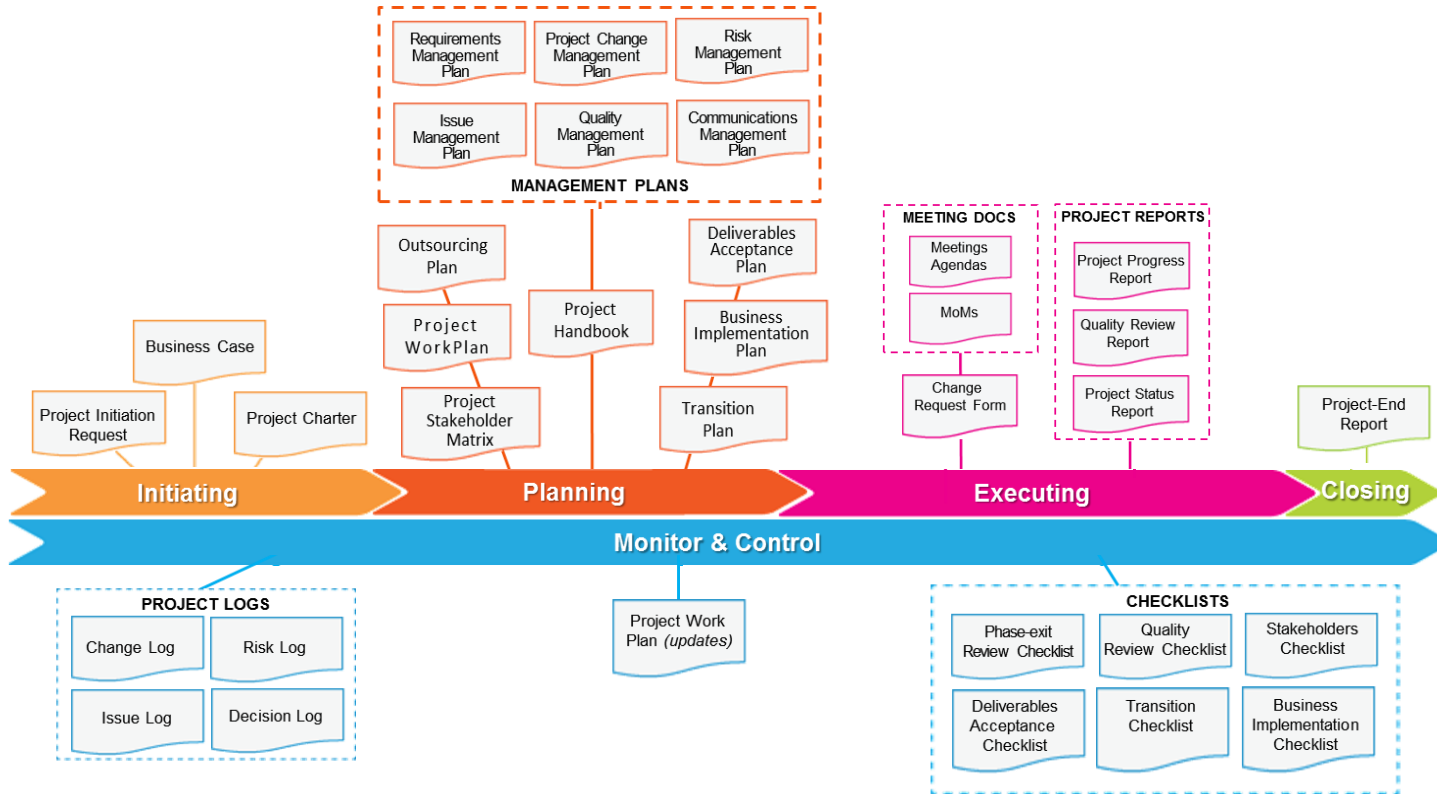 Requirements
Management
Plan
Project Change
Management
Plan
Risk
Management
Plan
Issue
Management
Plan
Quality
Management
Plan
Communications
Management
Plan
MANAGEMENT PLANS
Outsourcing
Plan
Project
WorkPlan
Project
Stakeholder
Matrix
Project
Handbook
Deliverables
Acceptance
Plan
Business
Implementation
Plan
Transition
Plan
MEETING DOCS
Meetings
Agendas
MoMs
Change
Request Form
PROJECT REPORTS
Project Progress
Report
Quality Review
Report
Project Status
Report
Business Case
Project Initiation
Request
Project Charter
Project-End
Report
Initiating
Planning
Executing
Closing
Monitor & Control
PROJECT LOGS
Change Log
Risk Log
Issue Log
Decision Log
Project Work
Plan (updates)
CHECKLISTS
Phase-exit
Review Checklist
Quality
Review Checklist
Stakeholders
Checklist
Deliverables
Acceptance
Checklist
Transition
Checklist
Business
Implementation
Checklist